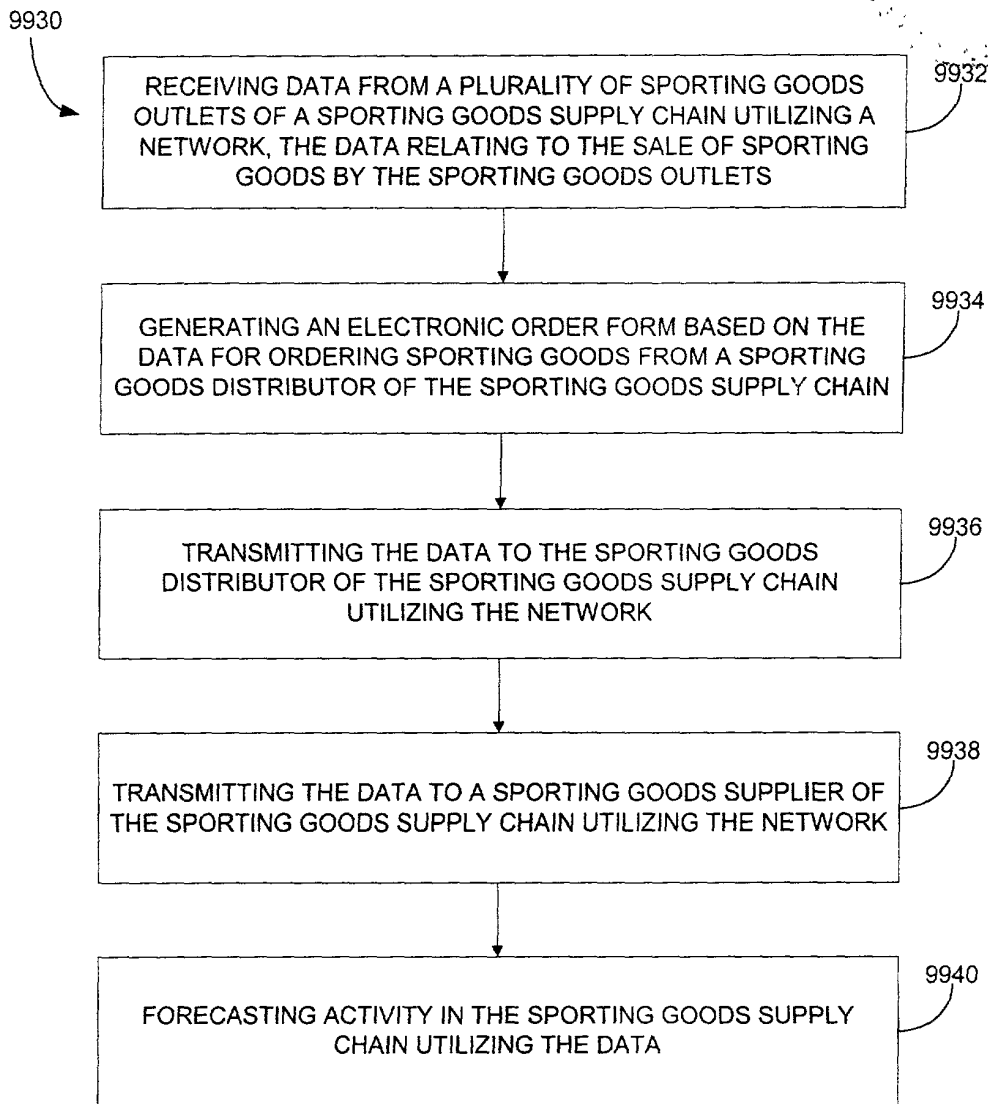 9930
9932
RECEIVING DATA FROM A PLURALITY OF SPORTING GOODS
OUTLETS OF A SPORTING GOODS SUPPLY CHAIN UTILIZING A
NETWORK, THE DATA RELATING TO THE SALE OF SPORTING
GOODS BY THE SPORTING GOODS OUTLETS
9934
GENERATING AN ELECTRONIC ORDER FORM BASED ON THE
DATA FOR ORDERING SPORTING GOODS FROM A SPORTING
GOODS DISTRIBUTOR OF THE SPORTING GOODS SUPPLY CHAIN
9936
TRANSMITTING THE DATA TO THE SPORTING GOODS
DISTRIBUTOR OF THE SPORTING GOODS SUPPLY CHAIN
UTILIZING THE NETWORK
9938
TRANSMITTING THE DATA TO A SPORTING GOODS SUPPLIER OF
THE SPORTING GOODS SUPPLY CHAIN UTILIZING THE NETWORK
9940
FORECASTING ACTIVITY IN THE SPORTING GOODS SUPPLY
CHAIN UTILIZING THE DATA